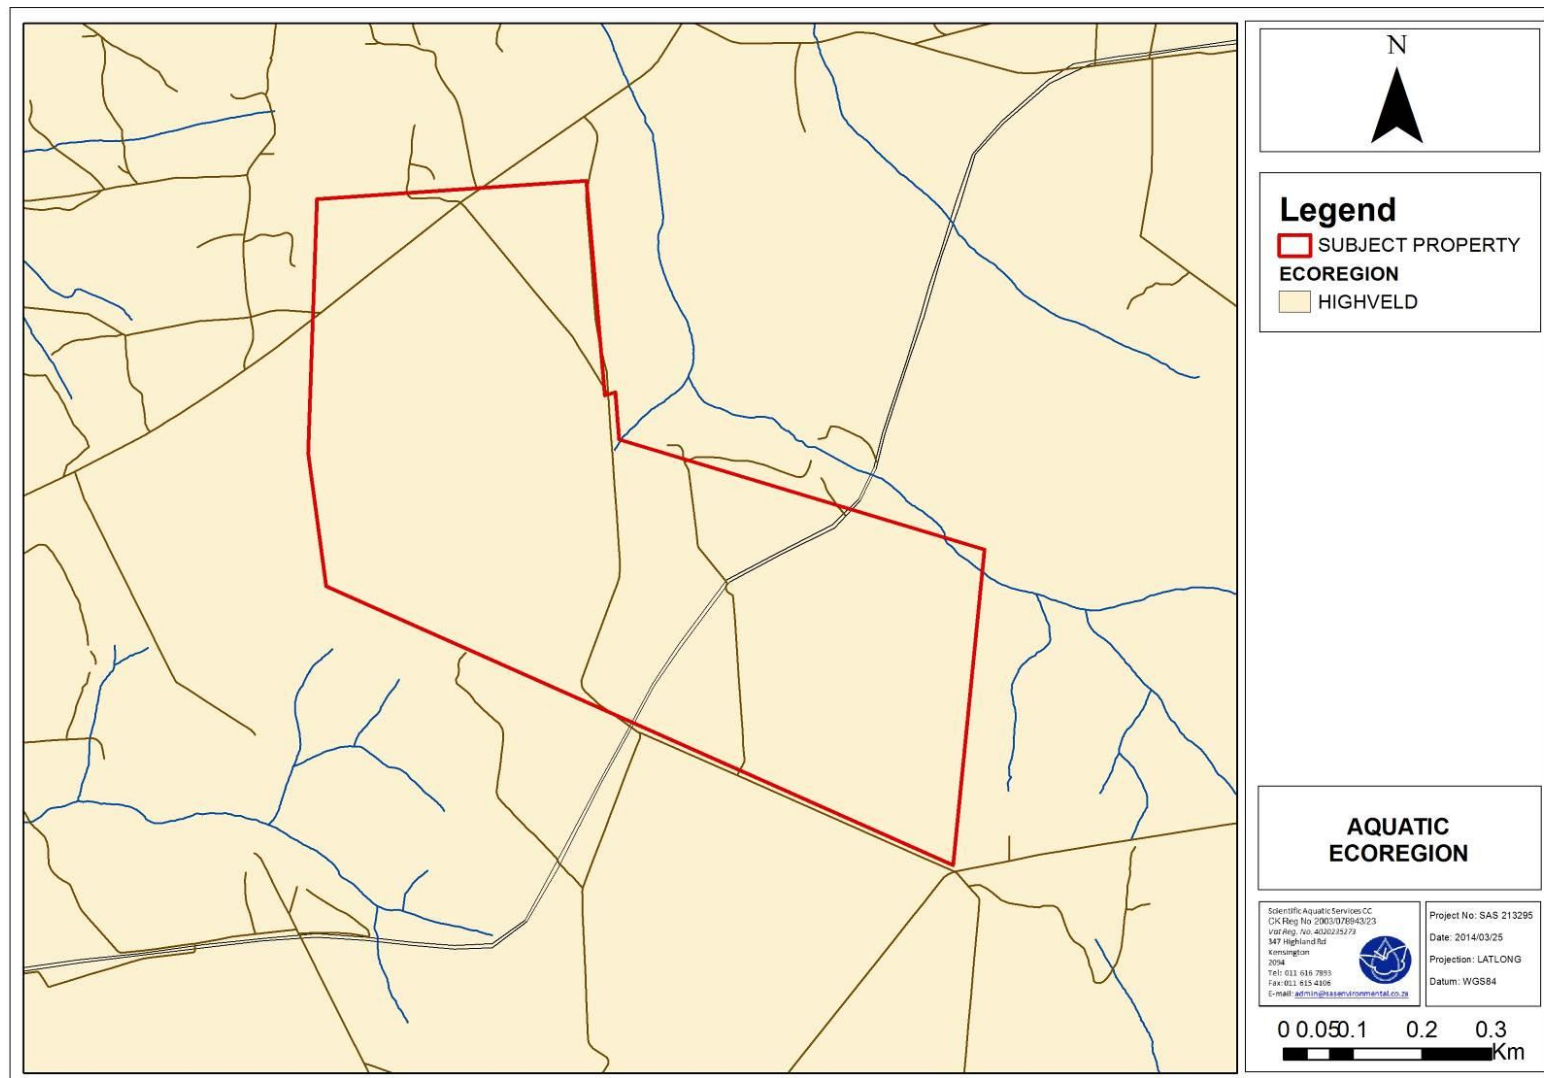 N
Legend
SUBJECT PROPERTY
ECOREGION
HIGHVELD
AQUATIC
ECOREGION
Scientific Aquatic Services CC
CK Reg No 2003/078943/23
Vat Reg. No. 4020235273
347 Highland Rd
Kensington
2094
Tel: 011 616 7893
Fax: 011 615 4106
E-mail: admin@sasenvironmental.co.za
Project No: SAS 213295
Date: 2014/03/25
Projection: LATLONG
Datum: WGS84
0 0.05 0.1 0.2 0.3
Km